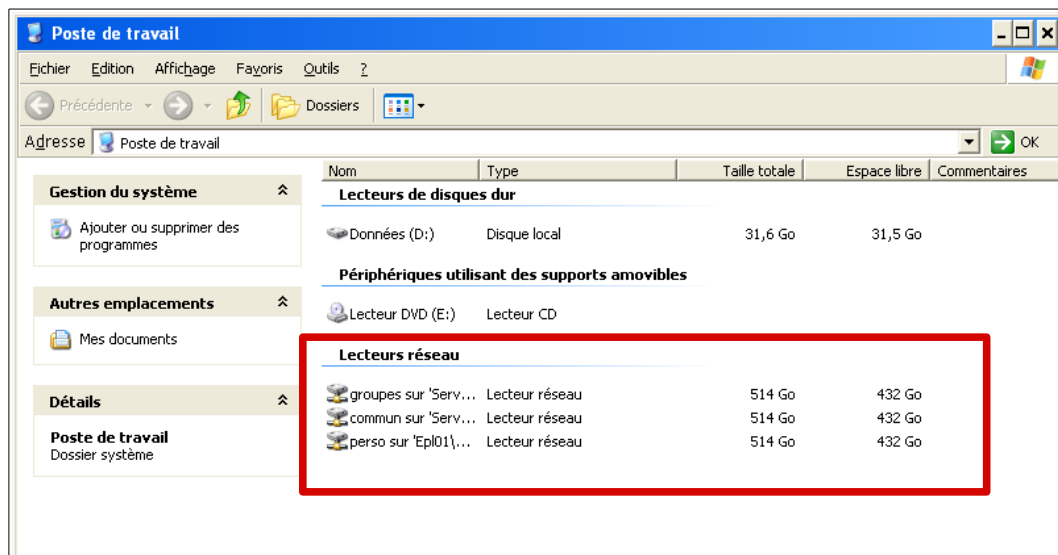 Poste de travail
Fichier Edition Affichage Favoris Outils ?
Précédente Dossiers
Adresse Poste de travail OK
Nom Type Taille totale Espace libre Commentaires
Gestion du système
Ajouter ou supprimer des
programmes
Autres emplacements
Mes documents
Détails
Poste de travail
Dossier système
Lecteurs de disques dur
Données (D:) Disque local 31,6 Go 31,5 Go
Périphériques utilisant des supports amovibles
Lecteur DVD (E:) Lecteur CD
Lecteurs réseau
groupes sur 'Serv... Lecteur réseau 514 Go 432 Go
commun sur 'Serv... Lecteur réseau 514 Go 432 Go
perso sur 'Epl01\... Lecteur réseau 514 Go 432 Go